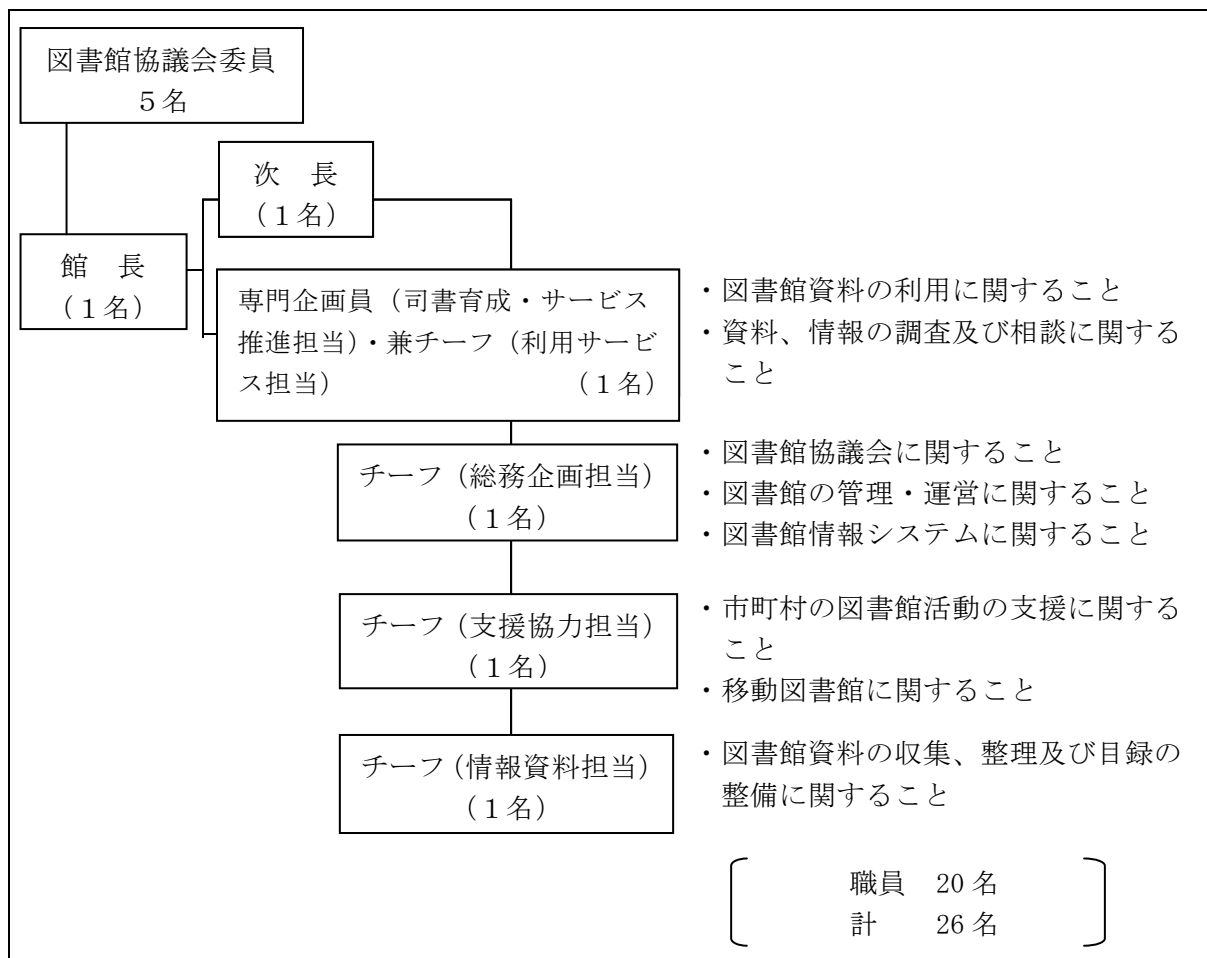 図書館協議会委員
５名
次　長
（１名）
館　長
（１名）
専門企画員（司書育成・サービス
推進担当）・兼チーフ（利用サービ
ス担当）　　　　　　（１名）
・図書館資料の利用に関すること
・資料、情報の調査及び相談に関する
こと
チーフ（総務企画担当）
（１名）
・図書館協議会に関すること
・図書館の管理・運営に関すること
・図書館情報システムに関すること
チーフ（支援協力担当）
（１名）
・市町村の図書館活動の支援に関する
こと
・移動図書館に関すること
チーフ（情報資料担当）
（１名）
・図書館資料の収集、整理及び目録の
整備に関すること
職員　20 名
計　　26 名